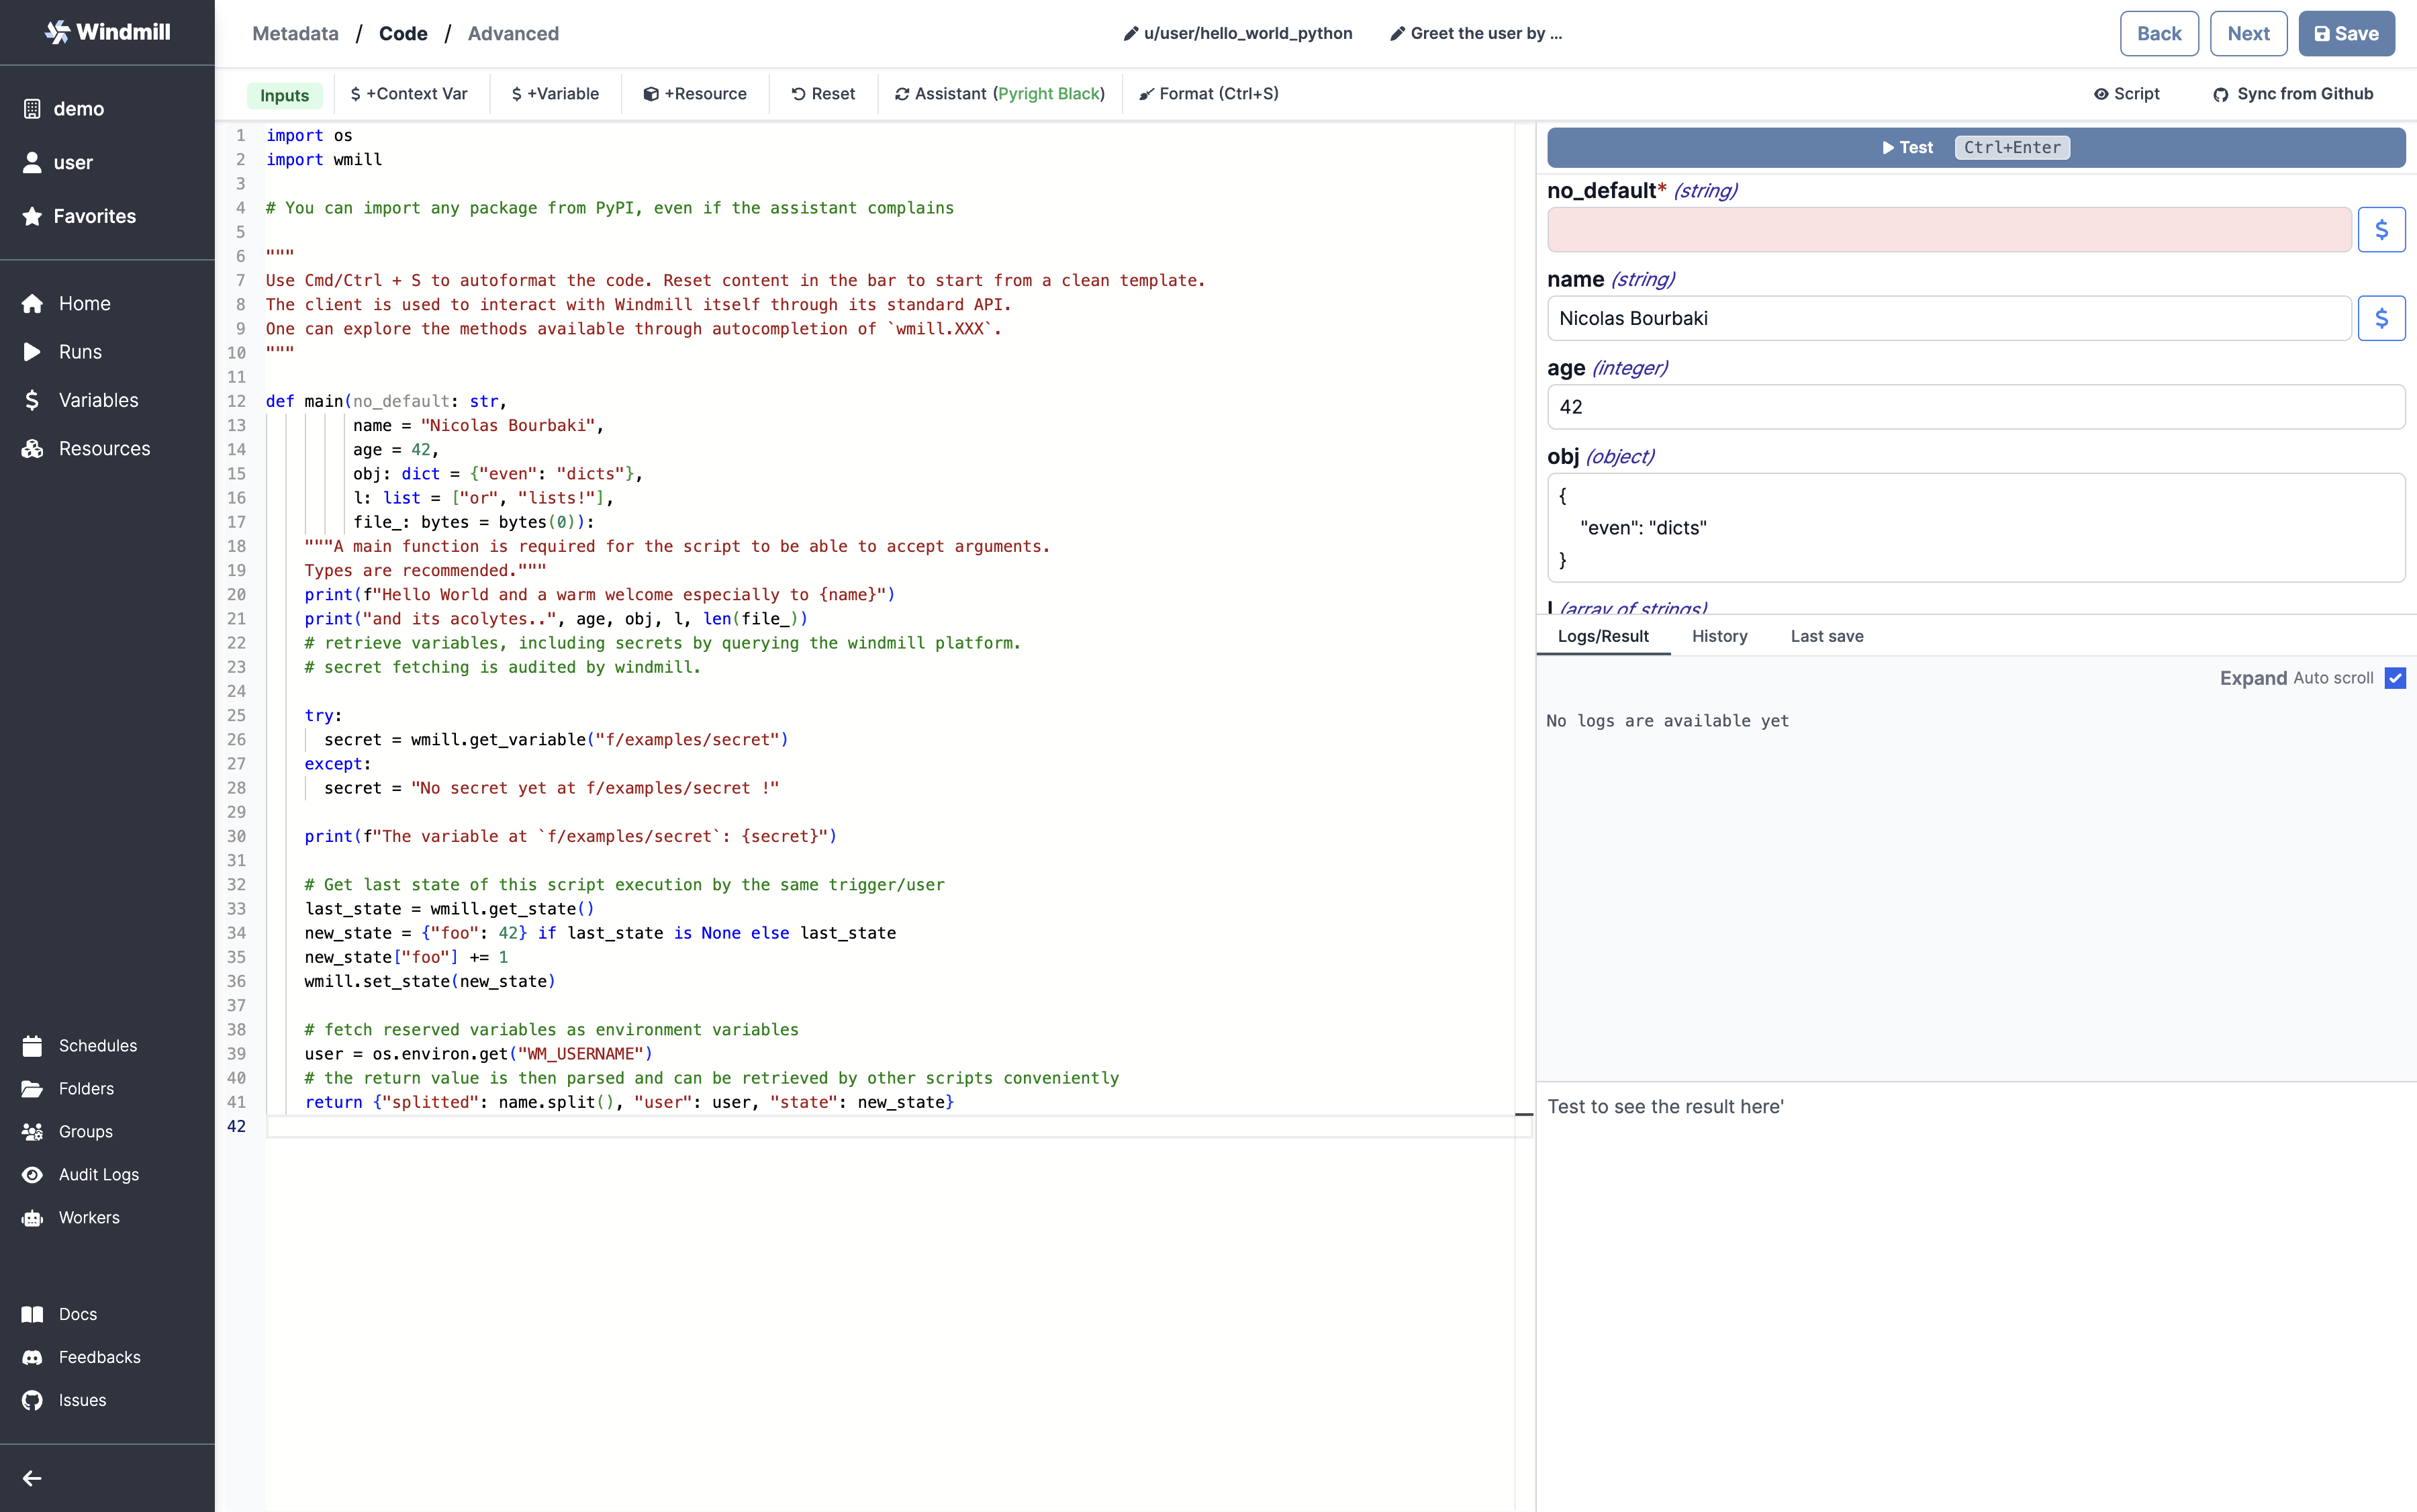 Windmill
demo
user
Favorites
Home
Runs
Variables
Resources
Schedules
Folders
Groups
Audit Logs
Workers
Docs
Feedbacks
Issues
Metadata / Code / Advanced
u/user/hello_world_python
Greet the user by ...
Back
Next
Save
Inputs
$ +Context Var
$ +Variable
+Resource
Reset
Assistant (Pyright Black)
Format (Ctrl+S)
Script
Sync from Github
1 import os
2 import wmill
3
4 # You can import any package from PyPI, even if the assistant complains
5
6 """
7 Use Cmd/Ctrl + S to autoformat the code. Reset content in the bar to start from a clean template.
8 The client is used to interact with Windmill itself through its standard API.
9 One can explore the methods available through autocompletion of `wmill.XXX`.
10 """
11
12 def main(no_default: str,
13 name = "Nicolas Bourbaki",
14 age = 42,
15 obj: dict = {"even": "dicts"},
16 l: list = ["or", "lists!"],
17 file_: bytes = bytes(0)):
18 """A main function is required for the script to be able to accept arguments.
19 Types are recommended."""
20 print(f"Hello World and a warm welcome especially to {name}")
21 print("and its acolytes..", age, obj, l, len(file_))
22 # retrieve variables, including secrets by querying the windmill platform.
23 # secret fetching is audited by windmill.
24
25 try:
26 secret = wmill.get_variable("f/examples/secret")
27 except:
28 secret = "No secret yet at f/examples/secret !"
29
30 print(f"The variable at `f/examples/secret`: {secret}")
31
32 # Get last state of this script execution by the same trigger/user
33 last_state = wmill.get_state()
34 new_state = {"foo": 42} if last_state is None else last_state
35 new_state["foo"] += 1
36 wmill.set_state(new_state)
37
38 # fetch reserved variables as environment variables
39 user = os.environ.get("WM_USERNAME")
40 # the return value is then parsed and can be retrieved by other scripts conveniently
41 return {"splitted": name.split(), "user": user, "state": new_state}
42
Test Ctrl+Enter
no_default* (string)
$
name (string)
Nicolas Bourbaki
$
age (integer)
42
obj (object)
{
"even": "dicts"
}
l (array of strings)
Logs/Result
History
Last save
Expand Auto scroll
No logs are available yet
Test to see the result here'